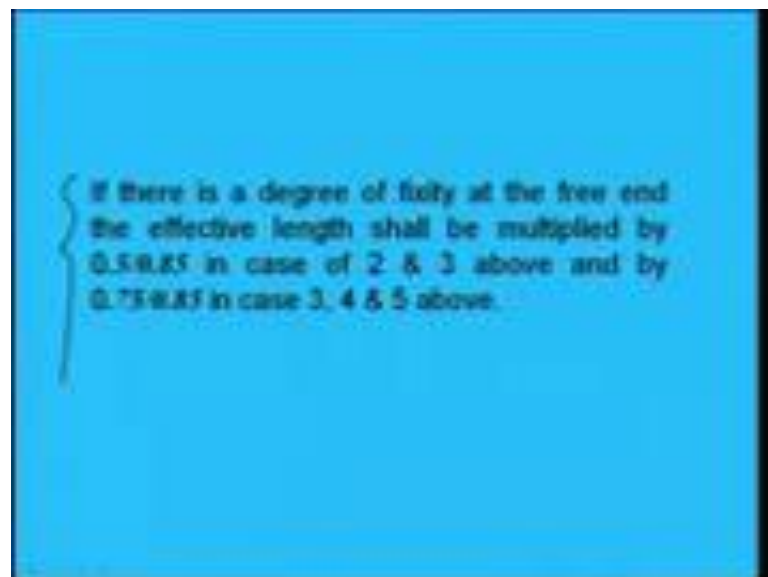 If there is a degree of fixity at the free end
the effective length shall be multiplied by
0.5/0.85 in case of 2 & 3 above and by
0.75/0.85 in case 3, 4 & 5 above.